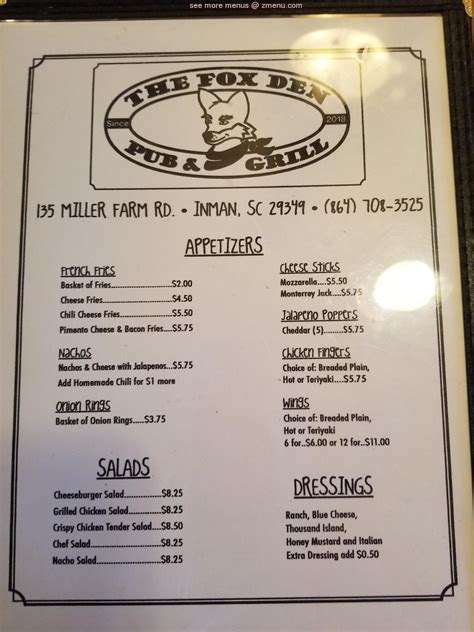 see more menus @ zmenu.com
THE FOX DEN
Since
2018
PUB & GRILL
135 MILLER FARM RD. • INMAN, SC 29349 • (864) 708-3525
APPETIZERS
French Fries
Basket of Fries.....................$2.00
Cheese Fries.........................$4.50
Chili Cheese Fries.................$5.50
Pimento Cheese & Bacon Fries....$5.75
Nachos
Nachos & Cheese with Jalapenos...$5.75
Add Homemade Chili for $1 more
Onion Rings
Basket of Onion Rings.....$3.75
Cheese Sticks
Mozzarella....$5.50
Monterrey Jack....$5.75
Jalapeno Poppers
Cheddar (5)..........$5.75
Chicken Fingers
Choice of: Breaded Plain,
Hot or Teriyaki....$5.75
Wings
Choice of: Breaded Plain,
Hot or Teriyaki
6 for..$6.00 or 12 for..$11.00
SALADS
Cheeseburger Salad..............$8.25
Grilled Chicken Salad............$8.25
Crispy Chicken Tender Salad....$8.50
Chef Salad............................$8.25
Nacho Salad.........................$8.25
DRESSINGS
Ranch, Blue Cheese,
Thousand Island,
Honey Mustard and Italian
Extra Dressing add $0.50